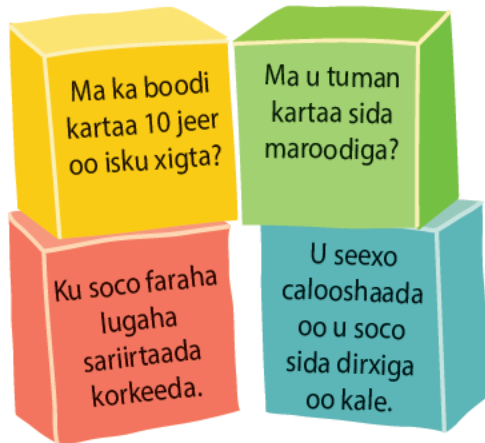 Ma ka boodi
kartaa 10 jeer
oo isku xigta?
Ma u tuman
kartaa sida
maroodiga?
Ku soco faraha
lugaha
sariirtaada
korkeeda.
U seexo
calooshaada
oo u soco
sida dirxiga
oo kale.